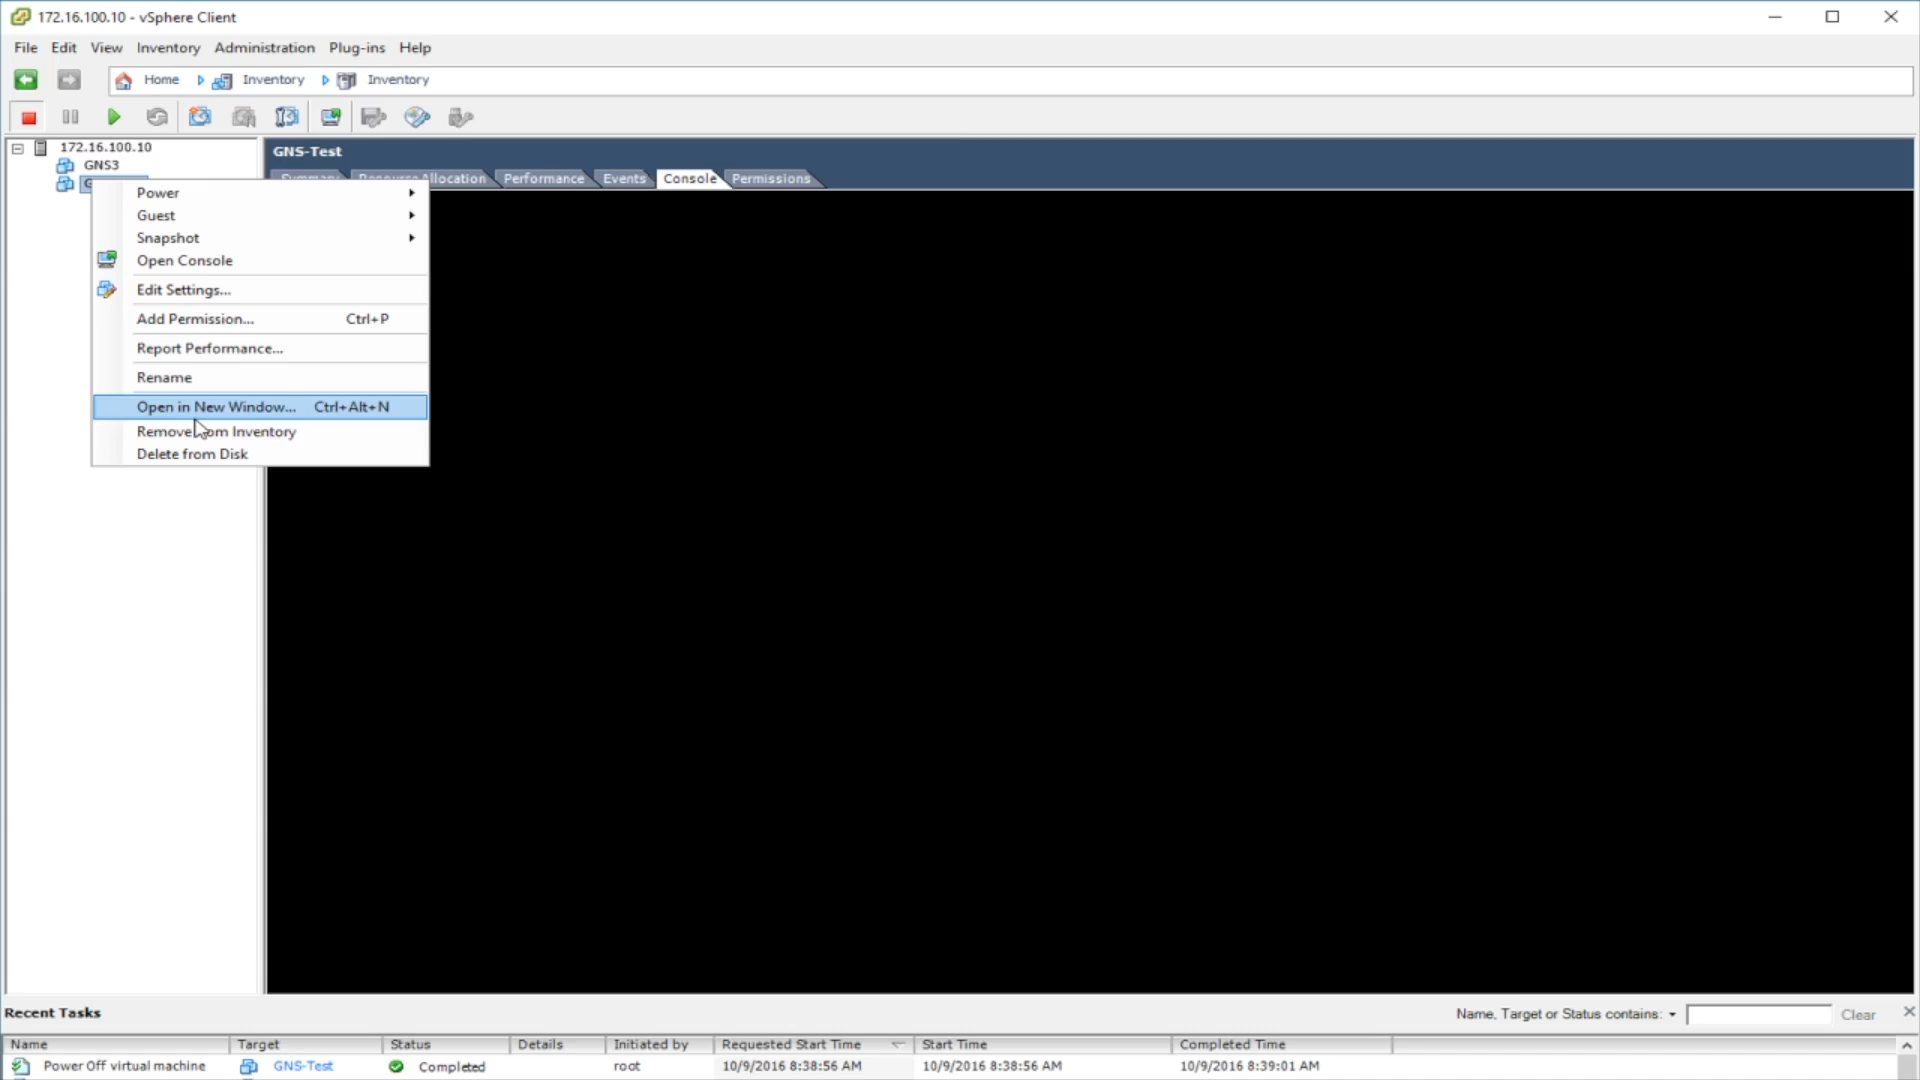 172.16.100.10 - vSphere Client
File Edit View Inventory Administration Plug-ins Help
Home Inventory Inventory
172.16.100.10
GNS3
GNS-Test
Summary Resource Allocation Performance Events Console Permissions
Power
Guest
Snapshot
Open Console
Edit Settings...
Add Permission... Ctrl+P
Report Performance...
Rename
Open in New Window... Ctrl+Alt+N
Remove from Inventory
Delete from Disk
Recent Tasks
Name, Target or Status contains: Clear
Name Target Status Details Initiated by Requested Start Time Start Time Completed Time
Power Off virtual machine GNS-Test Completed root 10/9/2016 8:38:56 AM 10/9/2016 8:38:56 AM 10/9/2016 8:39:01 AM